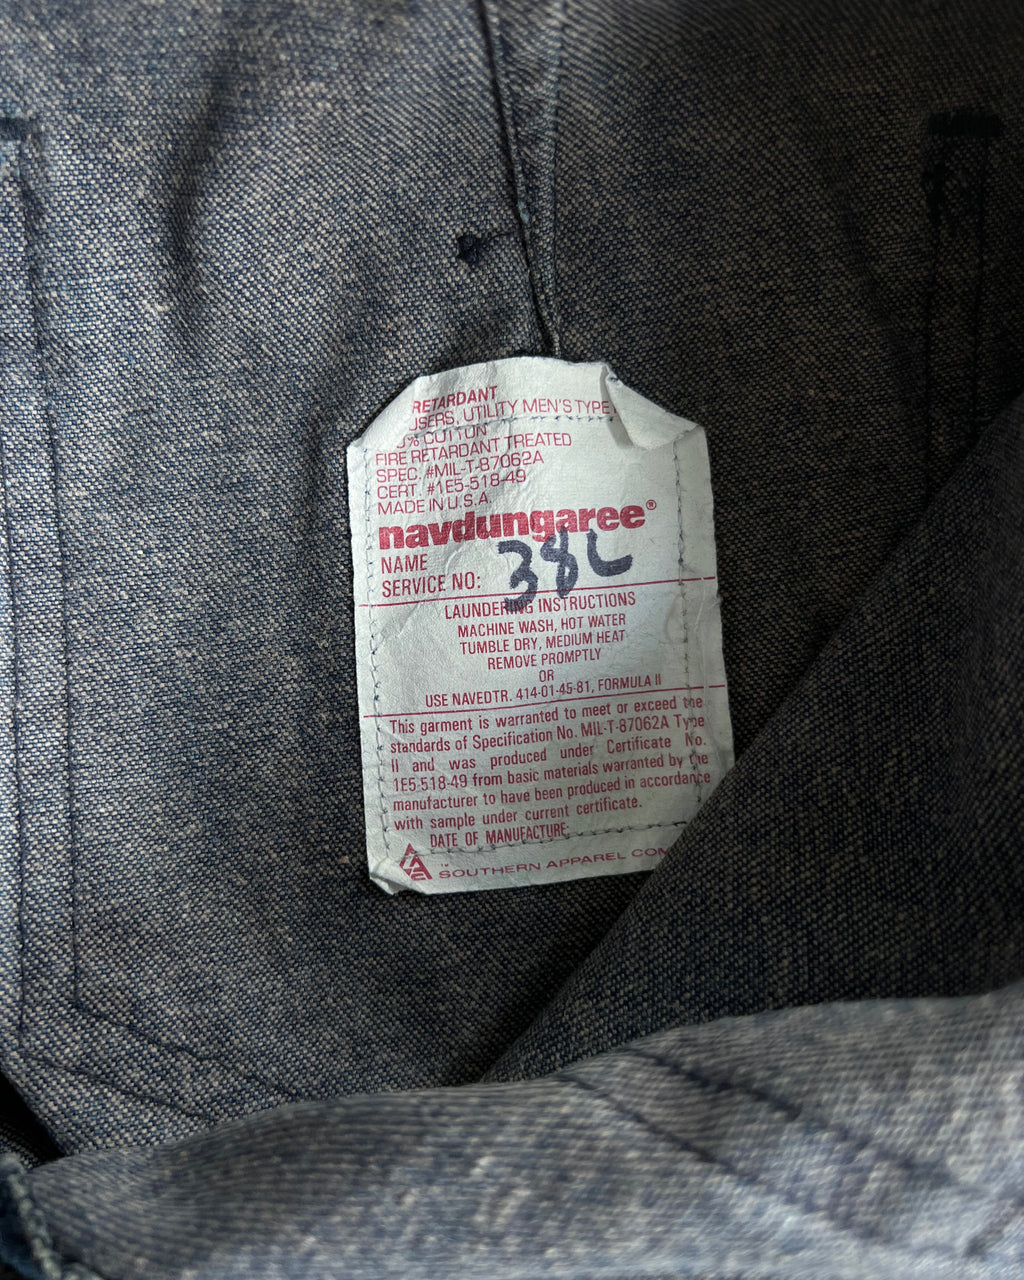 RETARDANT
USERS, UTILITY MEN'S TYPE
% COTTON
FIRE RETARDANT TREATED
SPEC. #MIL-T-87062A
CERT. #1E5-518-49
MADE IN U.S.A.
navdungaree®
NAME
SERVICE NO: 38L
LAUNDERING INSTRUCTIONS
MACHINE WASH, HOT WATER
TUMBLE DRY, MEDIUM HEAT
REMOVE PROMPTLY
OR
USE NAVEDTR. 414-01-45-81, FORMULA II
This garment is warranted to meet or exceed the
standards of Specification No. MIL-T-87062A Type
II and was produced under Certificate No.
1E5-518-49 from basic materials warranted by the
manufacturer to have been produced in accordance
with sample under current certificate.
DATE OF MANUFACTURE:
™ SOUTHERN APPAREL COM